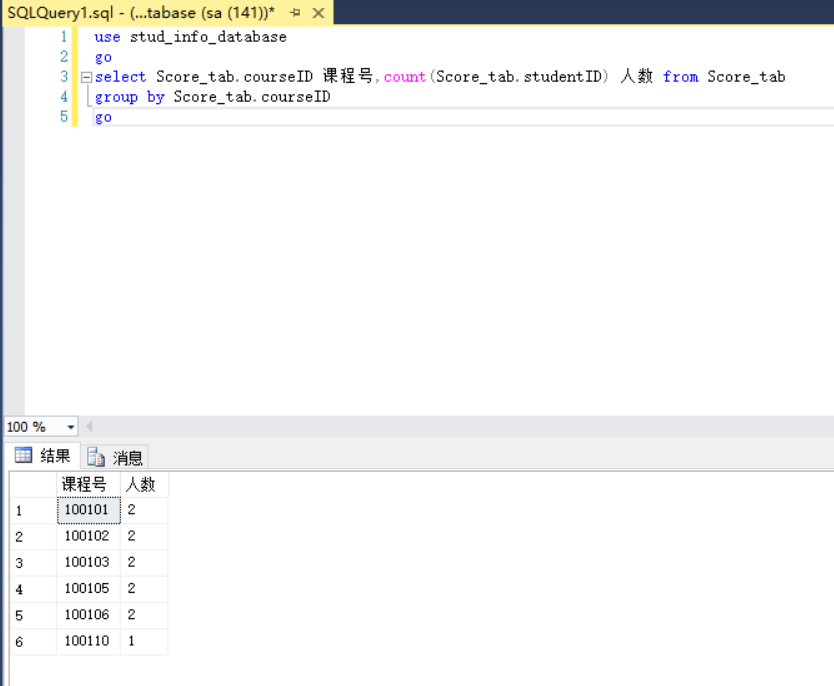 SQLQuery1.sql - (...tabase (sa (141))*
1 use stud_info_database
2 go
3 select Score_tab.courseID 课程号,count(Score_tab.studentID) 人数 from Score_tab
4 group by Score_tab.courseID
5 go
100 %
结果 消息
课程号 人数
1 100101 2
2 100102 2
3 100103 2
4 100105 2
5 100106 2
6 100110 1